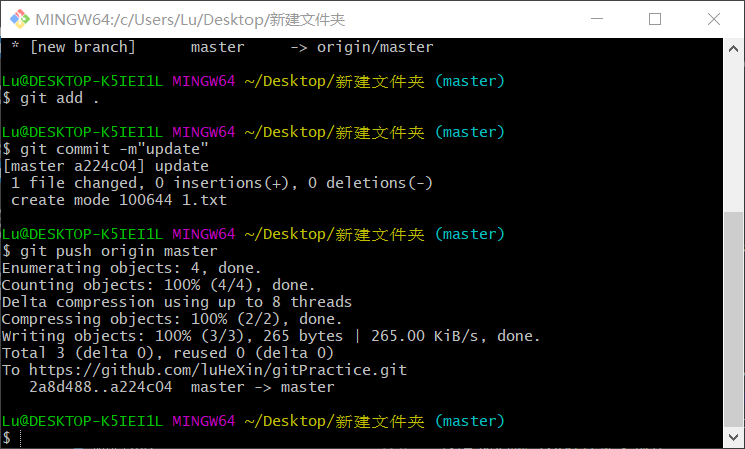 MINGW64:/c/Users/Lu/Desktop/新建文件夹
 * [new branch]      master     -> origin/master
Lu@DESKTOP-K5IEI1L MINGW64 ~/Desktop/新建文件夹 (master)
$ git add .
Lu@DESKTOP-K5IEI1L MINGW64 ~/Desktop/新建文件夹 (master)
$ git commit -m"update"
[master a224c04] update
 1 file changed, 0 insertions(+), 0 deletions(-)
 create mode 100644 1.txt
Lu@DESKTOP-K5IEI1L MINGW64 ~/Desktop/新建文件夹 (master)
$ git push origin master
Enumerating objects: 4, done.
Counting objects: 100% (4/4), done.
Delta compression using up to 8 threads
Compressing objects: 100% (2/2), done.
Writing objects: 100% (3/3), 265 bytes | 265.00 KiB/s, done.
Total 3 (delta 0), reused 0 (delta 0)
To https://github.com/luHeXin/gitPractice.git
   2a8d488..a224c04  master -> master
Lu@DESKTOP-K5IEI1L MINGW64 ~/Desktop/新建文件夹 (master)
$